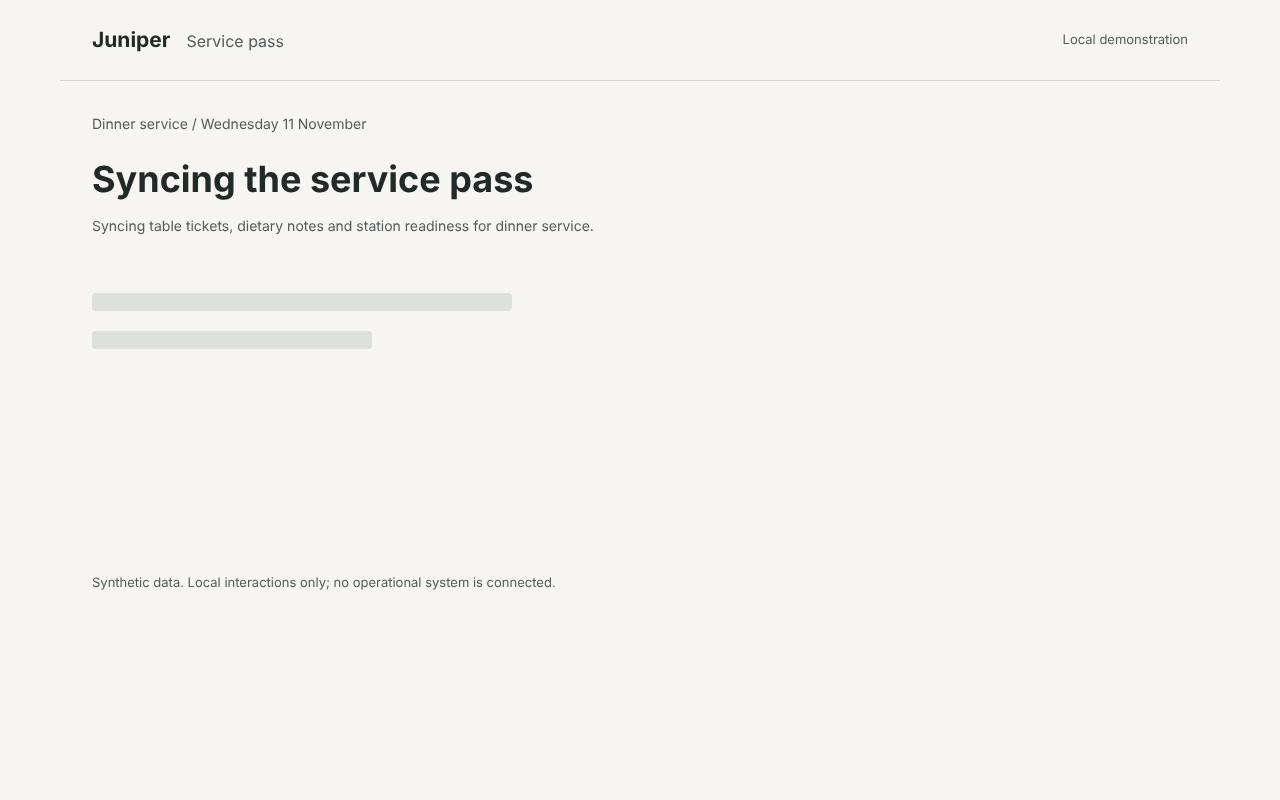 Juniper Service pass
Local demonstration
Dinner service / Wednesday 11 November
Syncing the service pass
Syncing table tickets, dietary notes and station readiness for dinner service.
Synthetic data. Local interactions only; no operational system is connected.